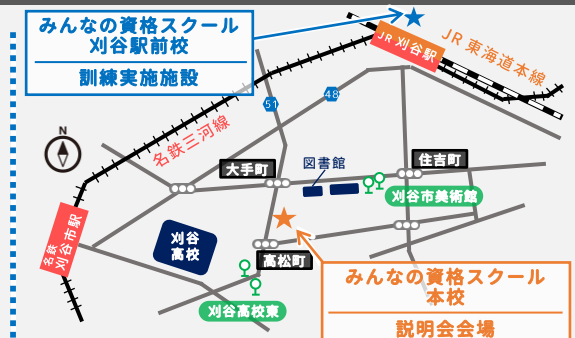 みんなの資格スクール
刈谷駅前校
訓練実施施設
JR 刈谷駅
JR 東海道本線
51
48
名鉄三河線
N
大手町
図書館
住吉町
刈谷市美術館
名鉄
刈谷市駅
刈谷
高校
高松町
刈谷高校東
みんなの資格スクール
本校
説明会会場